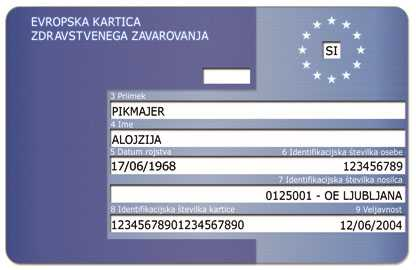 EVROPSKA KARTICA
ZDRAVSTVENEGA ZAVAROVANJA
SI
3 Priimek
PIKMAJER
4 Ime
ALOJZIJA
5 Datum rojstva 6 Identifikacijska številka osebe
17/06/1968 123456789
7 Identifikacijska številka nosilca
0125001 - OE LJUBLJANA
8 Identifikacijska številka kartice 9 Veljavnost
12345678901234567890 12/06/2004